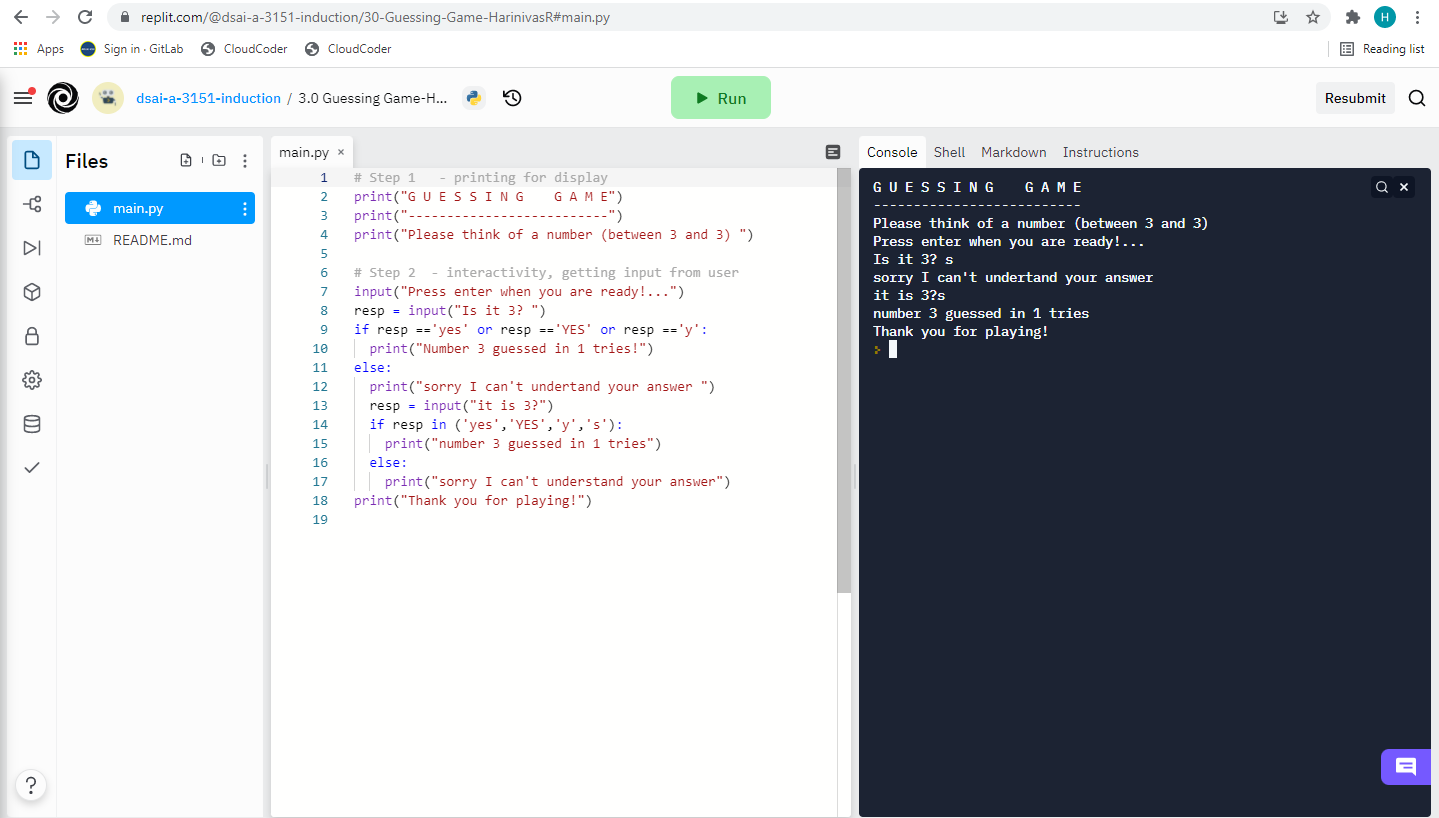 replit.com/@dsai-a-3151-induction/30-Guessing-Game-HarinivasR#main.py
H
Apps
Sign in · GitLab
CloudCoder
CloudCoder
Reading list
dsai-a-3151-induction / 3.0 Guessing Game-H...
Run
Resubmit
Files
main.py
README.md
main.py ×
1 # Step 1   - printing for display
2 print("G U E S S I N G    G A M E")
3 print("--------------------------")
4 print("Please think of a number (between 3 and 3) ")
5
6 # Step 2  - interactivity, getting input from user
7 input("Press enter when you are ready!...")
8 resp = input("Is it 3? ")
9 if resp =='yes' or resp =='YES' or resp =='y':
10   print("Number 3 guessed in 1 tries!")
11 else:
12   print("sorry I can't undertand your answer ")
13   resp = input("it is 3?")
14   if resp in ('yes','YES','y','s'):
15     print("number 3 guessed in 1 tries")
16   else:
17     print("sorry I can't understand your answer")
18 print("Thank you for playing!")
19
Console Shell Markdown Instructions
G U E S S I N G    G A M E
--------------------------
Please think of a number (between 3 and 3)
Press enter when you are ready!...
Is it 3? s
sorry I can't undertand your answer
it is 3?s
number 3 guessed in 1 tries
Thank you for playing!
?